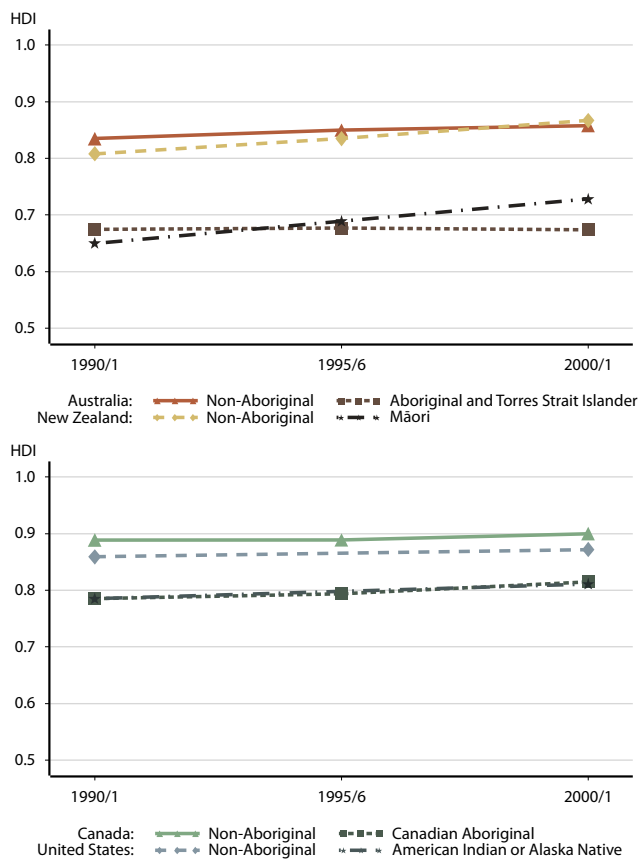 HDI
1.0
0.9
0.8
0.7
0.6
0.5
1990/1 1995/6 2000/1
Australia: Non-Aboriginal Aboriginal and Torres Strait Islander
New Zealand: Non-Aboriginal Māori
HDI
1.0
0.9
0.8
0.7
0.6
0.5
1990/1 1995/6 2000/1
Canada: Non-Aboriginal Canadian Aboriginal
United States: Non-Aboriginal American Indian or Alaska Native